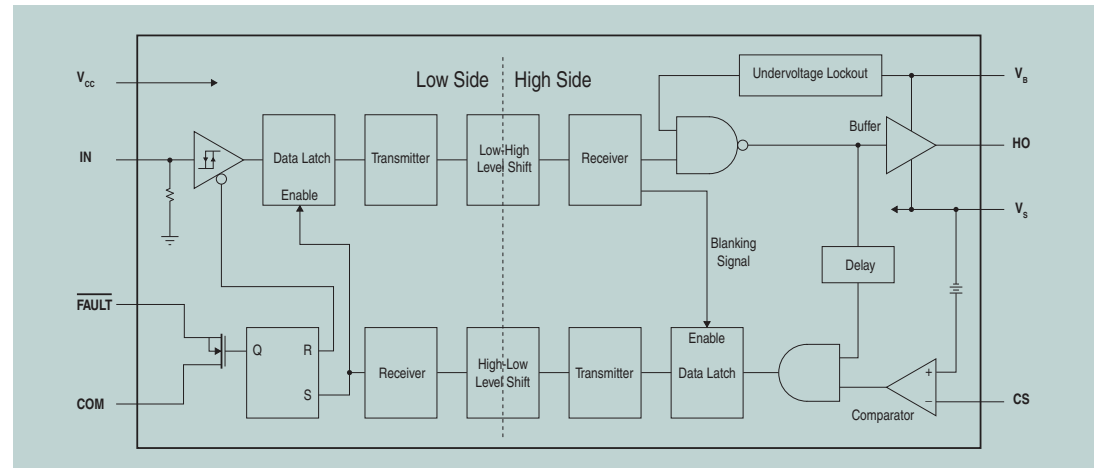 Low Side High Side
Undervoltage Lockout
V_CC
V_B
Buffer
IN
Data Latch
Enable
Transmitter
Low-High
Level Shift
Receiver
HO
V_S
Blanking
Signal
Delay
FAULT
Q
R
S
COM
Receiver
High-Low
Level Shift
Transmitter
Enable
Data Latch
+
–
Comparator
CS